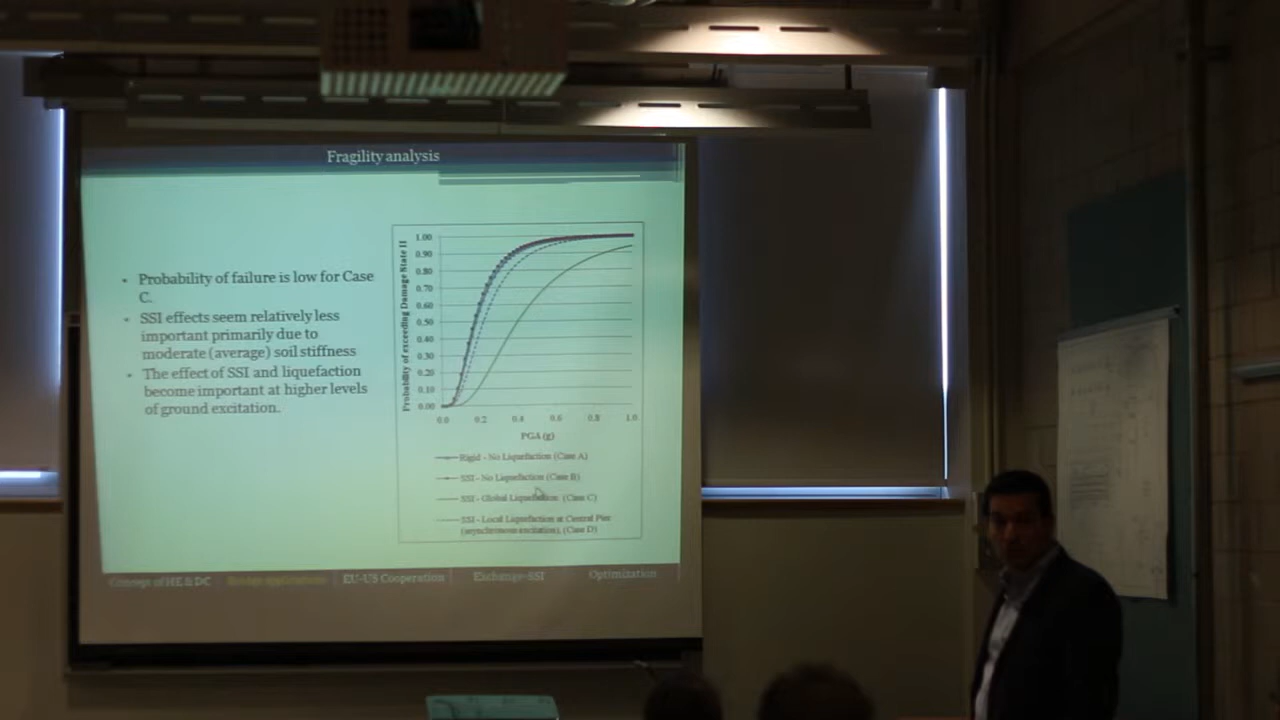 Fragility analysis
• Probability of failure is low for Case
C.
• SSI effects seem relatively less
important primarily due to
moderate (average) soil stiffness
• The effect of SSI and liquefaction
become important at higher levels
of ground excitation.
Probability of exceeding Damage State II
1.00
0.90
0.80
0.70
0.60
0.50
0.40
0.30
0.20
0.10
0.00
0.0 0.2 0.4 0.6 0.8 1.0
PGA (g)
Rigid - No Liquefaction (Case A)
SSI - No Liquefaction (Case B)
SSI - Global Liquefaction (Case C)
SSI - Local Liquefaction at Central Pier
(asynchronous excitation), (Case D)
Concept of HE & DC EU-US Cooperation Exchange-SSI Optimization